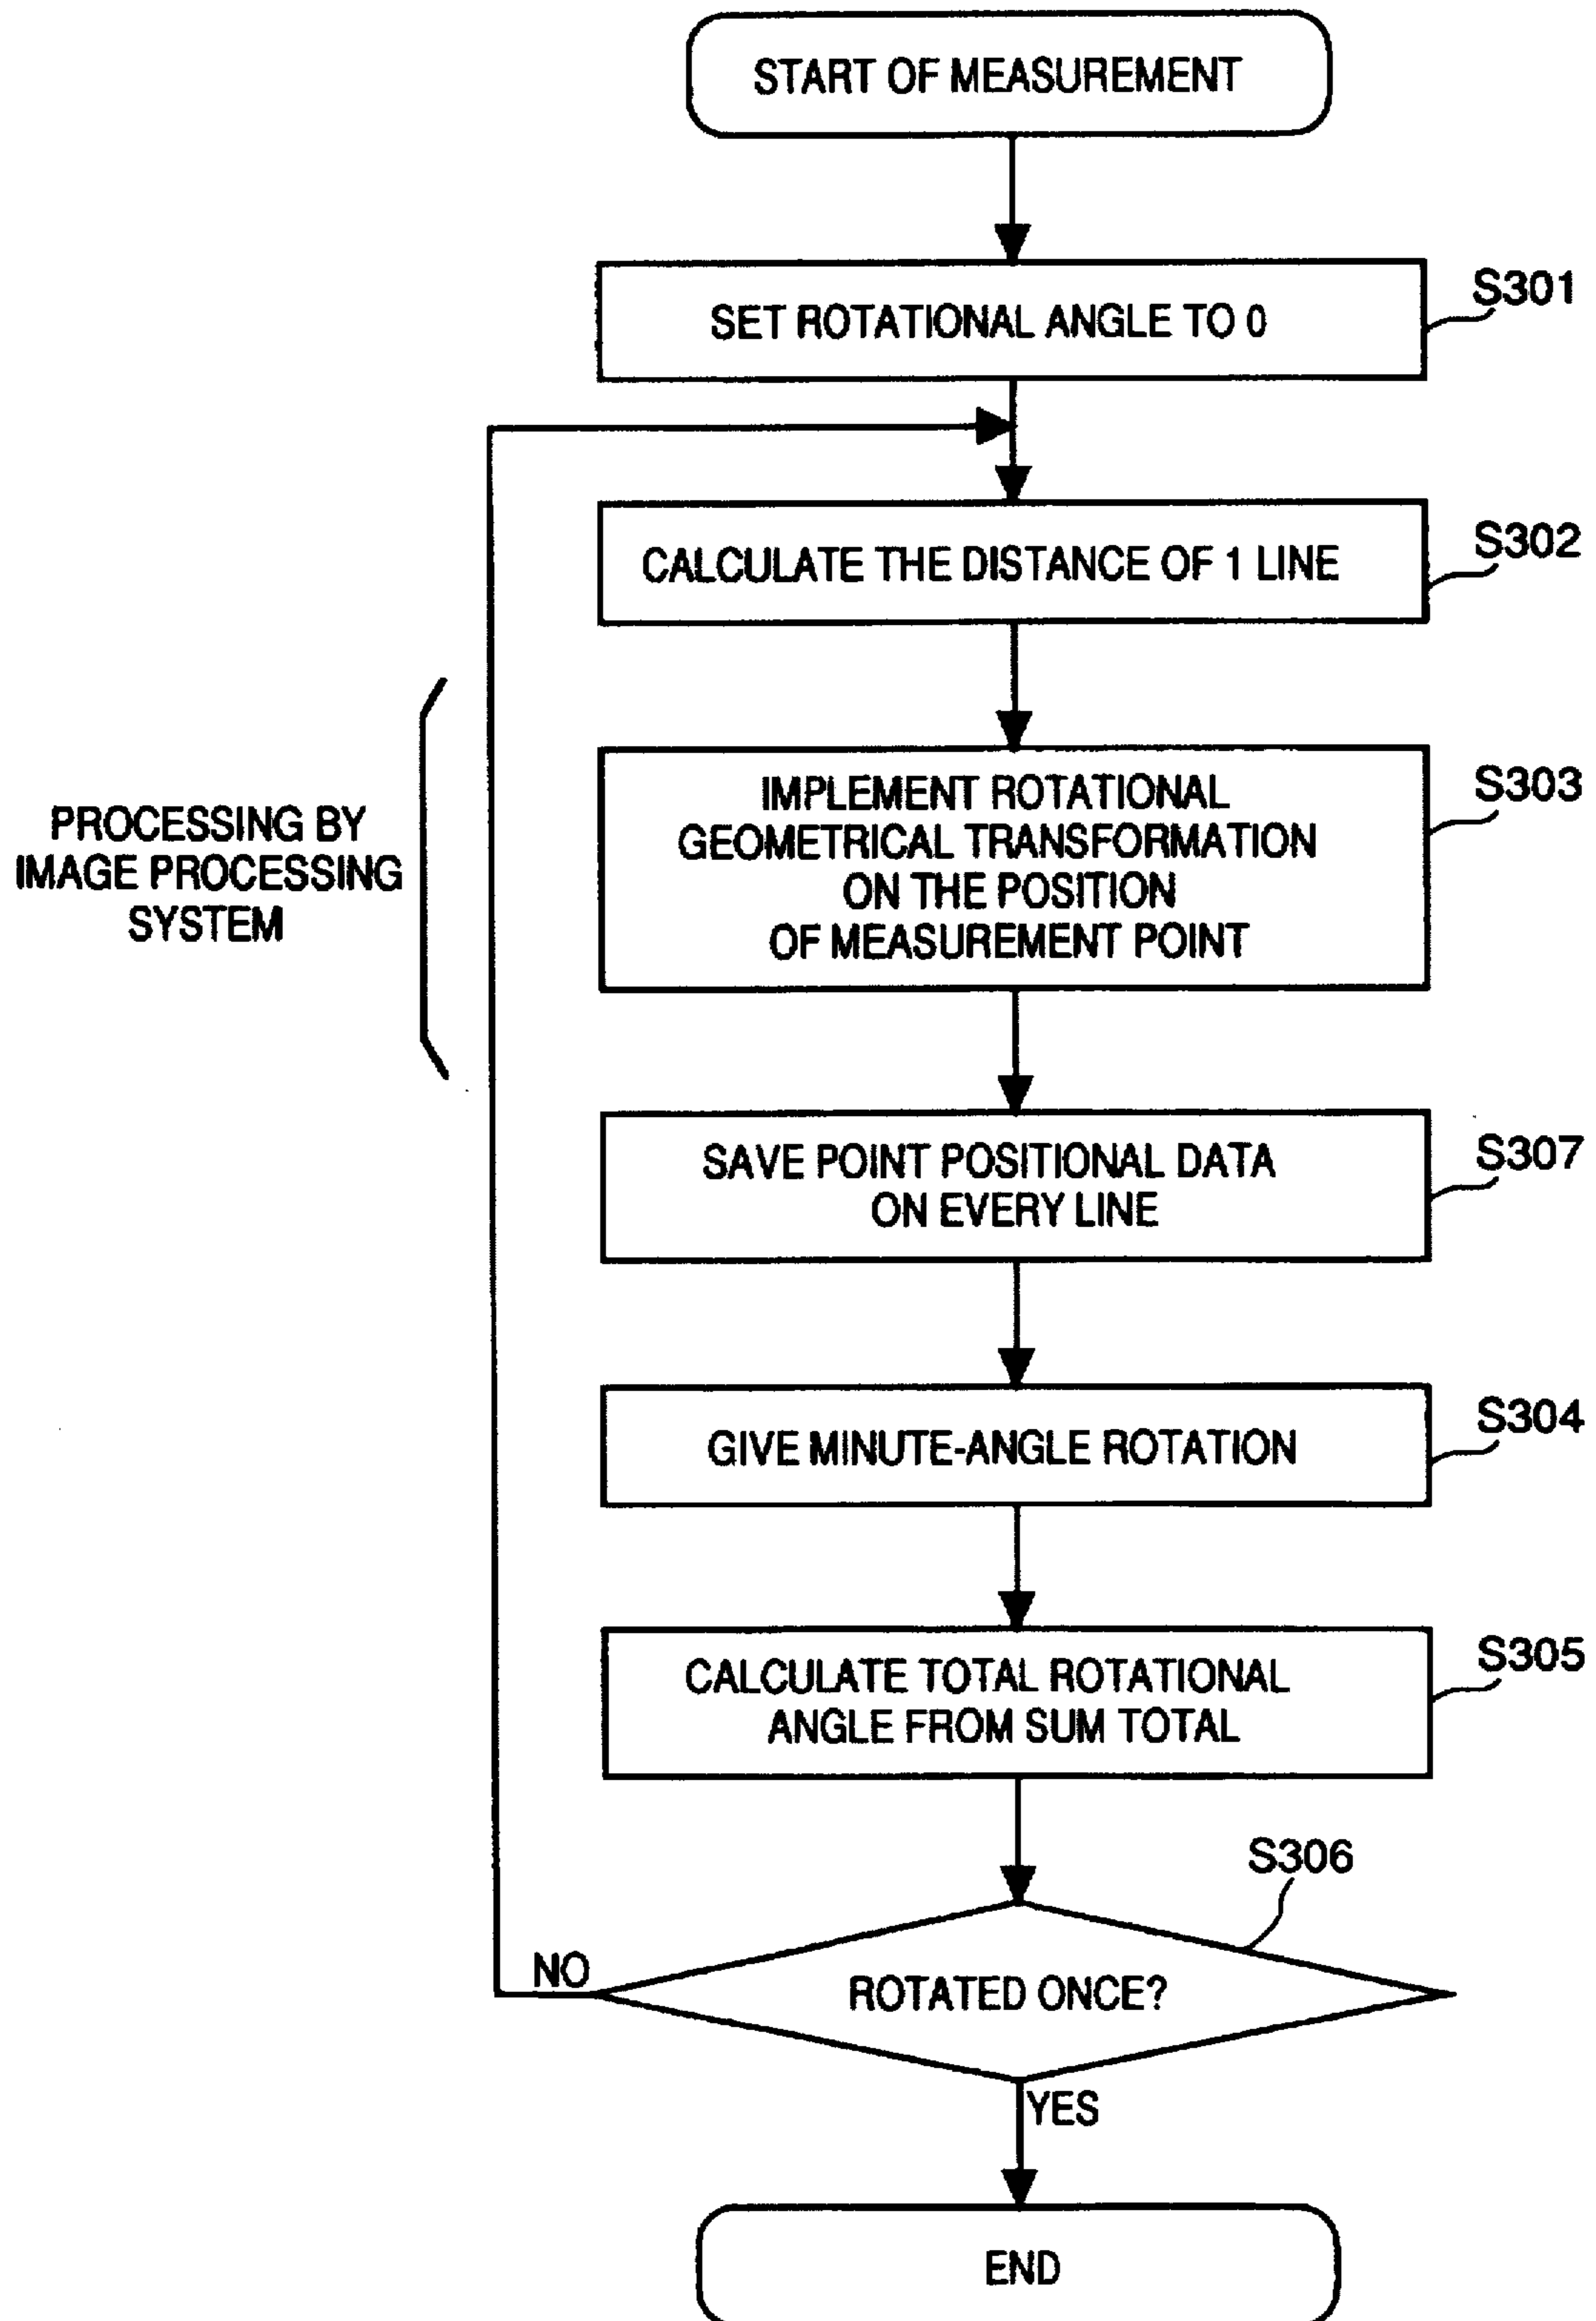 START OF MEASUREMENT
SET ROTATIONAL ANGLE TO 0
S301
CALCULATE THE DISTANCE OF 1 LINE
S302
PROCESSING BY
IMAGE PROCESSING
SYSTEM
IMPLEMENT ROTATIONAL
GEOMETRICAL TRANSFORMATION
ON THE POSITION
OF MEASUREMENT POINT
S303
SAVE POINT POSITIONAL DATA
ON EVERY LINE
S307
GIVE MINUTE-ANGLE ROTATION
S304
CALCULATE TOTAL ROTATIONAL
ANGLE FROM SUM TOTAL
S305
S306
NO
ROTATED ONCE?
YES
END